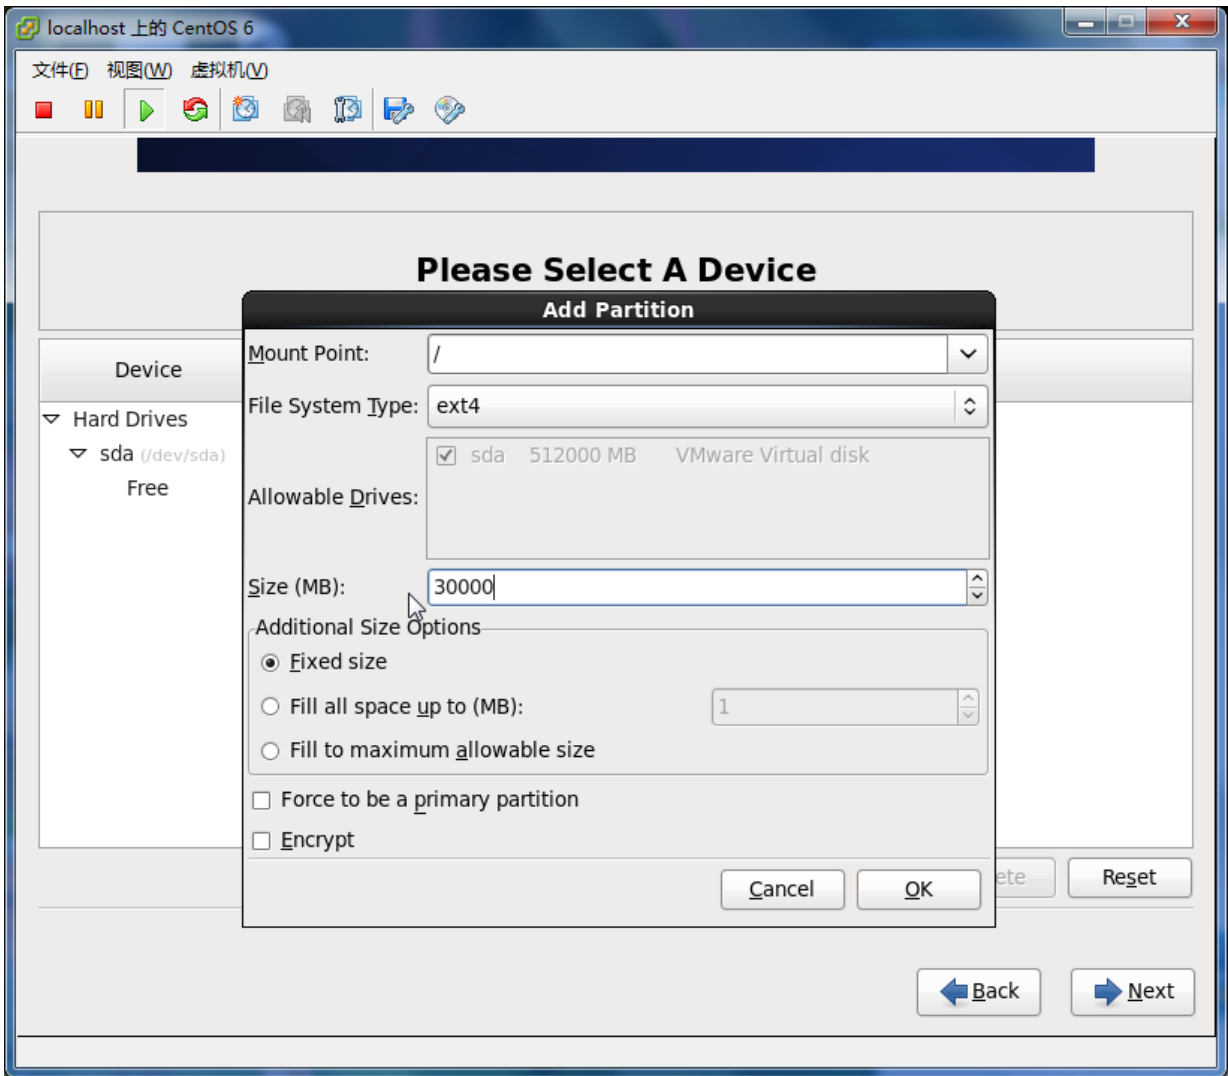 localhost 上的 CentOS 6
文件(F) 视图(W) 虚拟机(V)
Please Select A Device
Add Partition
Mount Point: /
Device
File System Type: ext4
Hard Drives
sda (/dev/sda)
Free
Allowable Drives:
sda 512000 MB VMware Virtual disk
Size (MB): 30000
Additional Size Options
Fixed size
Fill all space up to (MB): 1
Fill to maximum allowable size
Force to be a primary partition
Encrypt
Cancel OK
ete Reset
Back Next